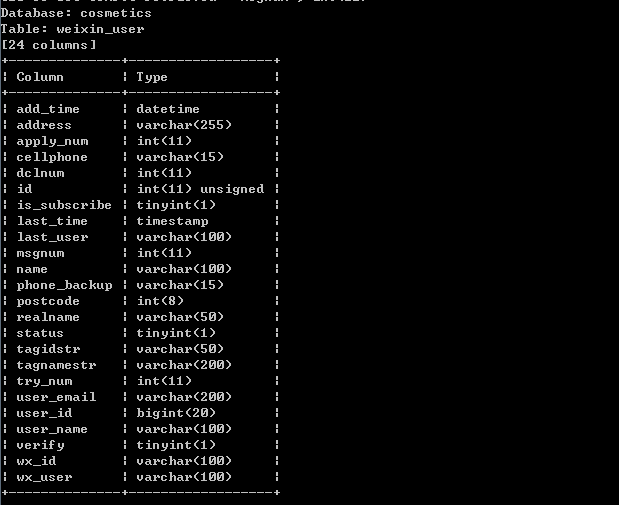 Database: cosmetics
Table: weixin_user
[24 columns]
+--------------+------------------+
¦ Column ¦ Type ¦
+--------------+------------------+
¦ add_time ¦ datetime ¦
¦ address ¦ varchar(255) ¦
¦ apply_num ¦ int(11) ¦
¦ cellphone ¦ varchar(15) ¦
¦ dclnum ¦ int(11) ¦
¦ id ¦ int(11) unsigned ¦
¦ is_subscribe ¦ tinyint(1) ¦
¦ last_time ¦ timestamp ¦
¦ last_user ¦ varchar(100) ¦
¦ msgnum ¦ int(11) ¦
¦ name ¦ varchar(100) ¦
¦ phone_backup ¦ varchar(15) ¦
¦ postcode ¦ int(8) ¦
¦ realname ¦ varchar(50) ¦
¦ status ¦ tinyint(1) ¦
¦ tagidstr ¦ varchar(50) ¦
¦ tagnamestr ¦ varchar(200) ¦
¦ try_num ¦ int(11) ¦
¦ user_email ¦ varchar(200) ¦
¦ user_id ¦ bigint(20) ¦
¦ user_name ¦ varchar(100) ¦
¦ verify ¦ tinyint(1) ¦
¦ wx_id ¦ varchar(100) ¦
¦ wx_user ¦ varchar(100) ¦
+--------------+------------------+